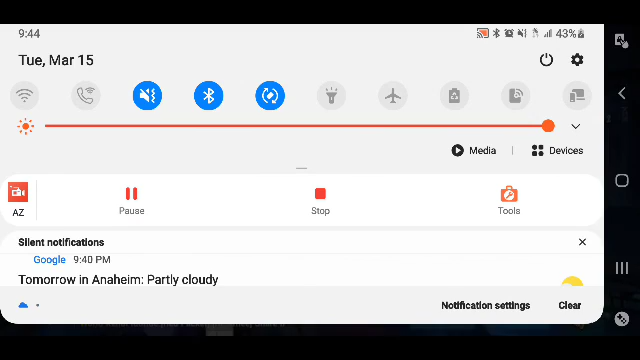 9:44
43%
Tue, Mar 15
Media
Devices
AZ
Pause
Stop
Tools
Silent notifications
Google 9:40 PM
Tomorrow in Anaheim: Partly cloudy
Notification settings
Clear